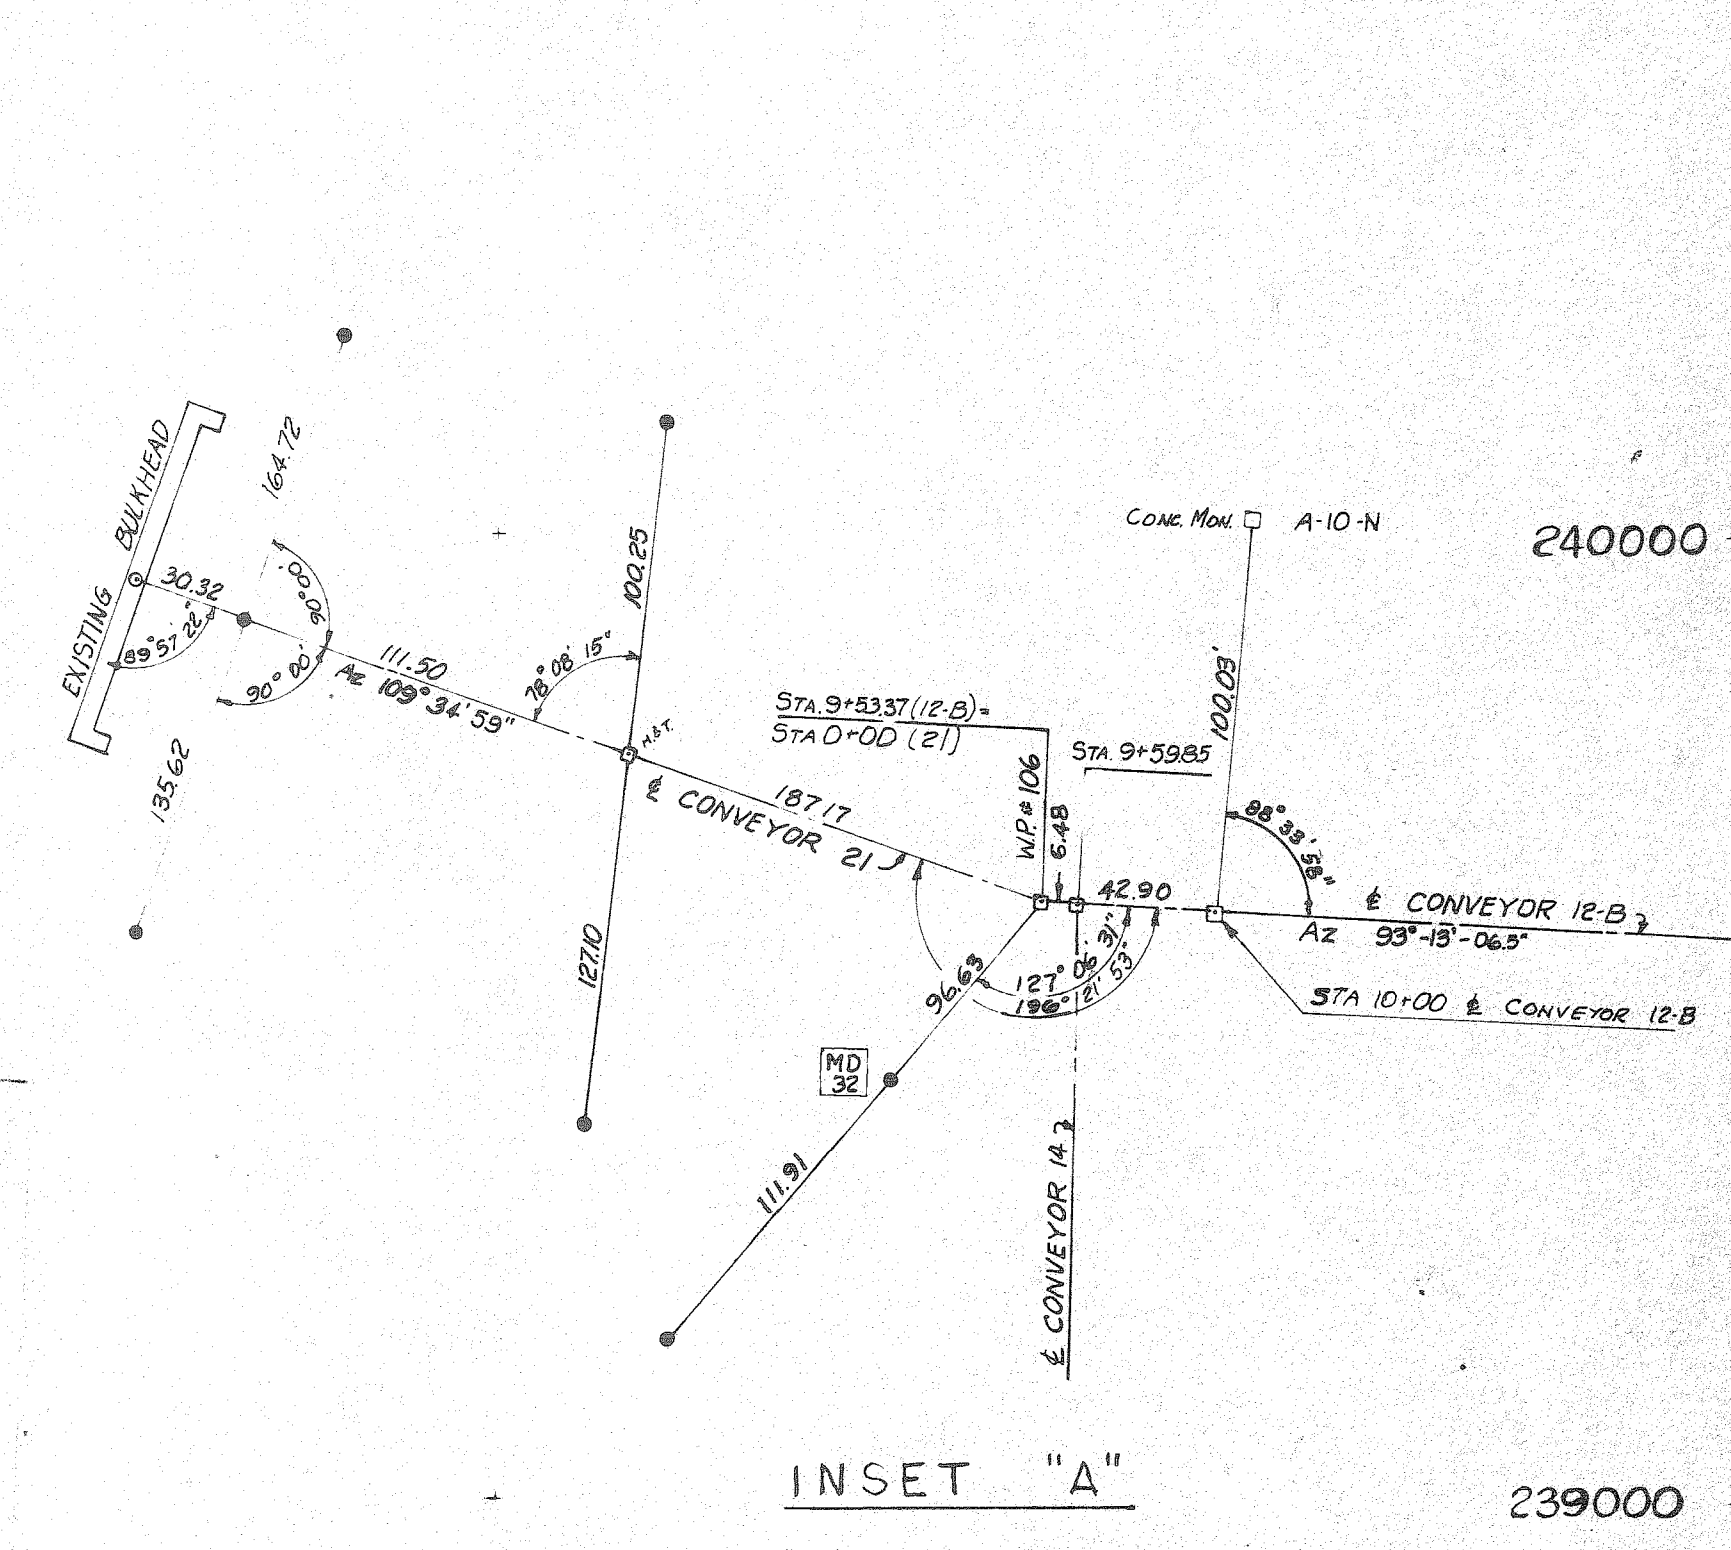 164.72
EXISTING BULKHEAD
30.32
89° 57' 22"
90° 00'
90° 00'
111.50
Az 109° 34' 59"
135.62
100.25
78° 08' 15"
H.&T.
127.10
187.17
℄ CONVEYOR 21
STA. 9+53.37 (12-B) =
STA 0+00 (21)
W.P. # 106
6.48
STA. 9+59.85
42.90
CONC. MON. A-10-N
100.03'
88° 33' 58"
℄ CONVEYOR 12-B
Az 93°-13'-06.5"
STA 10+00 ℄ CONVEYOR 12-B
127° 06' 31"
196° 21' 53"
96.63
MD
32
111.91
℄ CONVEYOR 14
240000
239000
INSET "A"